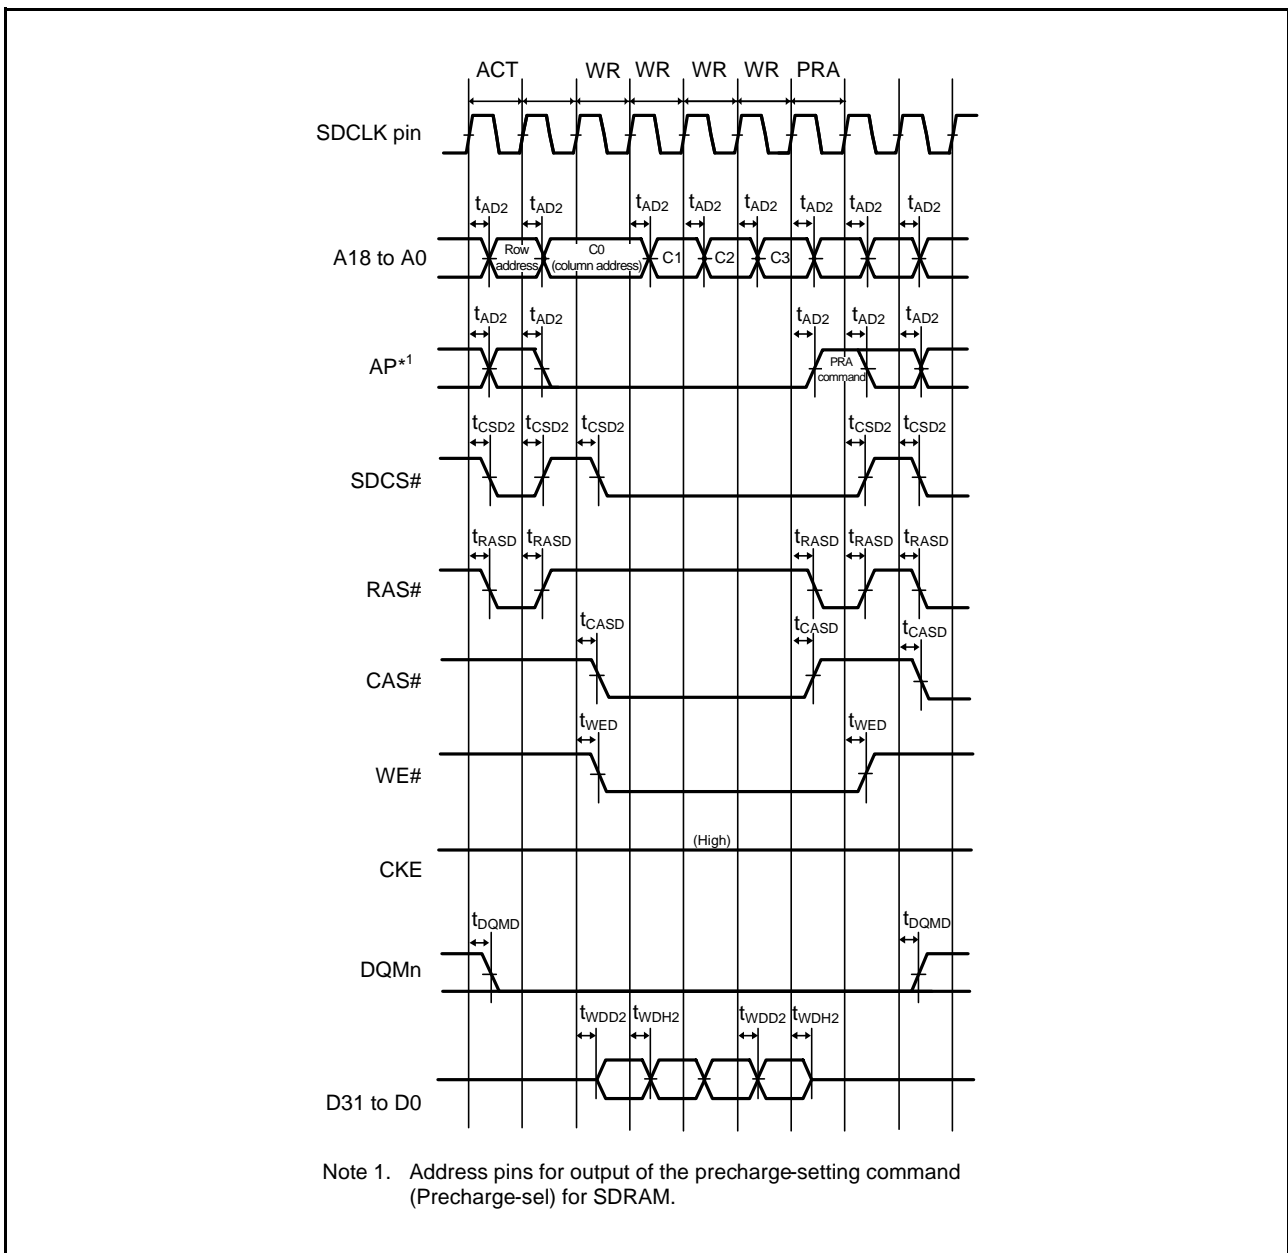 ACT WR WR WR WR PRA
SDCLK pin
tAD2 tAD2 tAD2 tAD2 tAD2 tAD2 tAD2 tAD2
A18 to A0
Row address
C0 (column address)
C1 C2 C3
tAD2 tAD2 tAD2 tAD2 tAD2
AP*1
PRA command
tCSD2 tCSD2 tCSD2 tCSD2 tCSD2
SDCS#
tRASD tRASD tRASD tRASD tRASD
RAS#
tCASD tCASD tCASD
CAS#
tWED tWED
WE#
(High)
CKE
tDQMD tDQMD
DQMn
tWDD2 tWDH2 tWDD2 tWDH2
D31 to D0
Note 1. Address pins for output of the precharge-setting command
(Precharge-sel) for SDRAM.